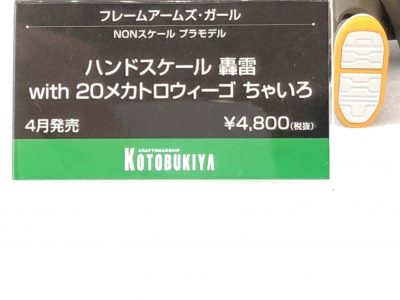 フレームアームズ・ガール
NONスケール プラモデル
ハンドスケール 轟雷
with 20メカトロウィーゴ ちゃいろ
4月発売 ¥4,800(税抜)
CRAFTSMANSHIP
KOTOBUKIYA